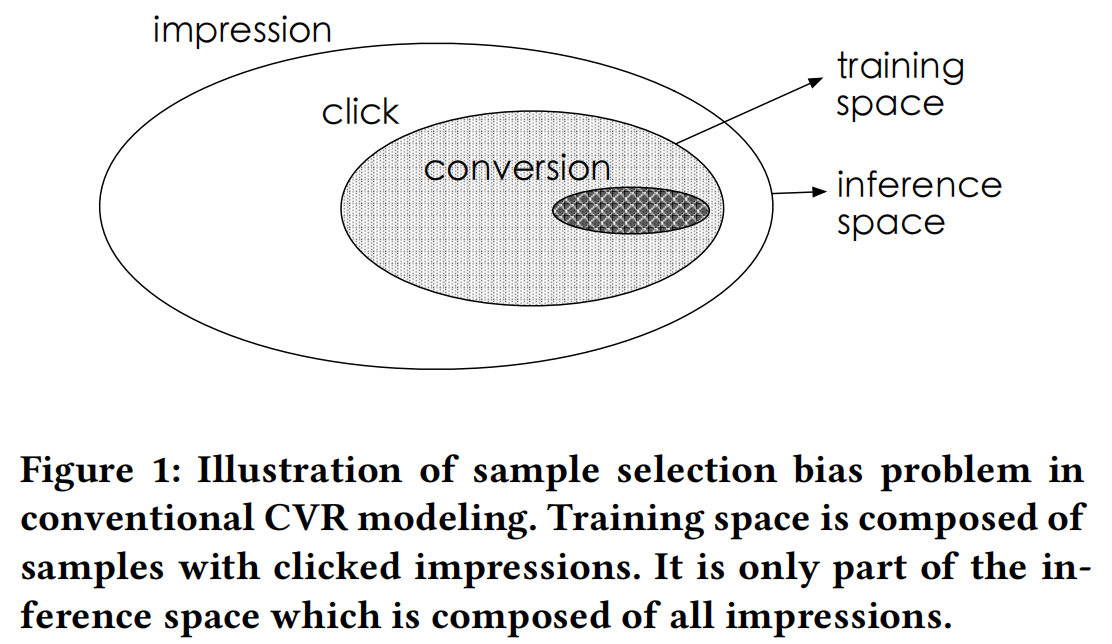 impression
training
space
click
conversion
inference
space
Figure 1: Illustration of sample selection bias problem in
conventional CVR modeling. Training space is composed of
samples with clicked impressions. It is only part of the in-
ference space which is composed of all impressions.